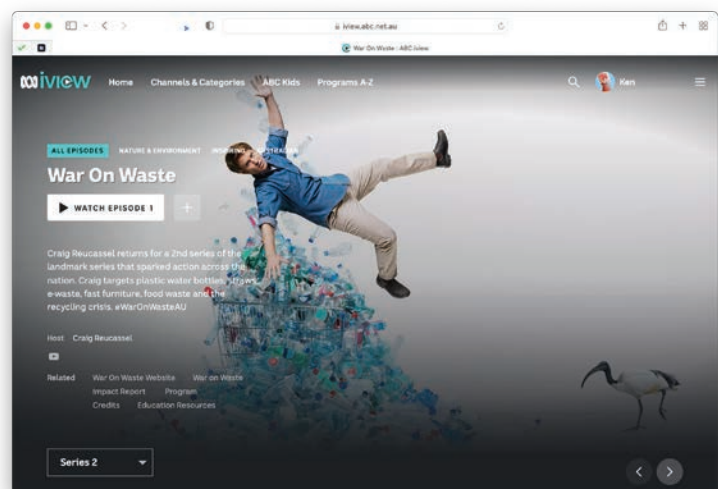 iview.abc.net.au
War On Waste : ABC iview
iview
Home Channels & Categories ABC Kids Programs A-Z
Ken
ALL EPISODES NATURE & ENVIRONMENT INSPIRING AUSTRALIAN
War On Waste
WATCH EPISODE 1
Craig Reucassel returns for a 2nd series of the
landmark series that sparked action across the
nation. Craig targets plastic water bottles, straws,
e-waste, fast furniture, food waste and the
recycling crisis. #WarOnWasteAU
Host Craig Reucassel
Related War On Waste Website War on Waste
Impact Report Program
Credits Education Resources
Series 2